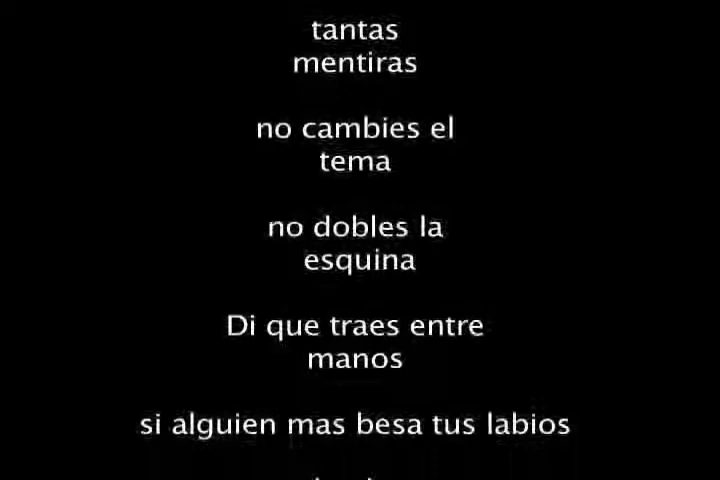 tantas
mentiras
no cambies el
tema
no dobles la
esquina
Di que traes entre
manos
si alguien mas besa tus labios